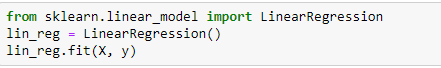 from sklearn.linear_model import LinearRegression
lin_reg = LinearRegression()
lin_reg.fit(X, y)